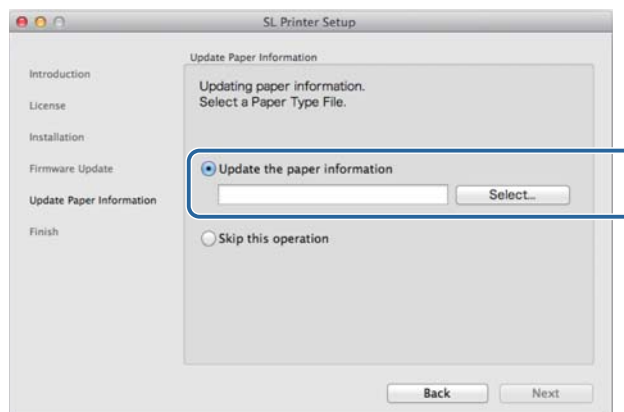 SL Printer Setup
Introduction
License
Installation
Firmware Update
Update Paper Information
Finish
Update Paper Information
Updating paper information.
Select a Paper Type File.
Update the paper information
Select...
Skip this operation
Back
Next